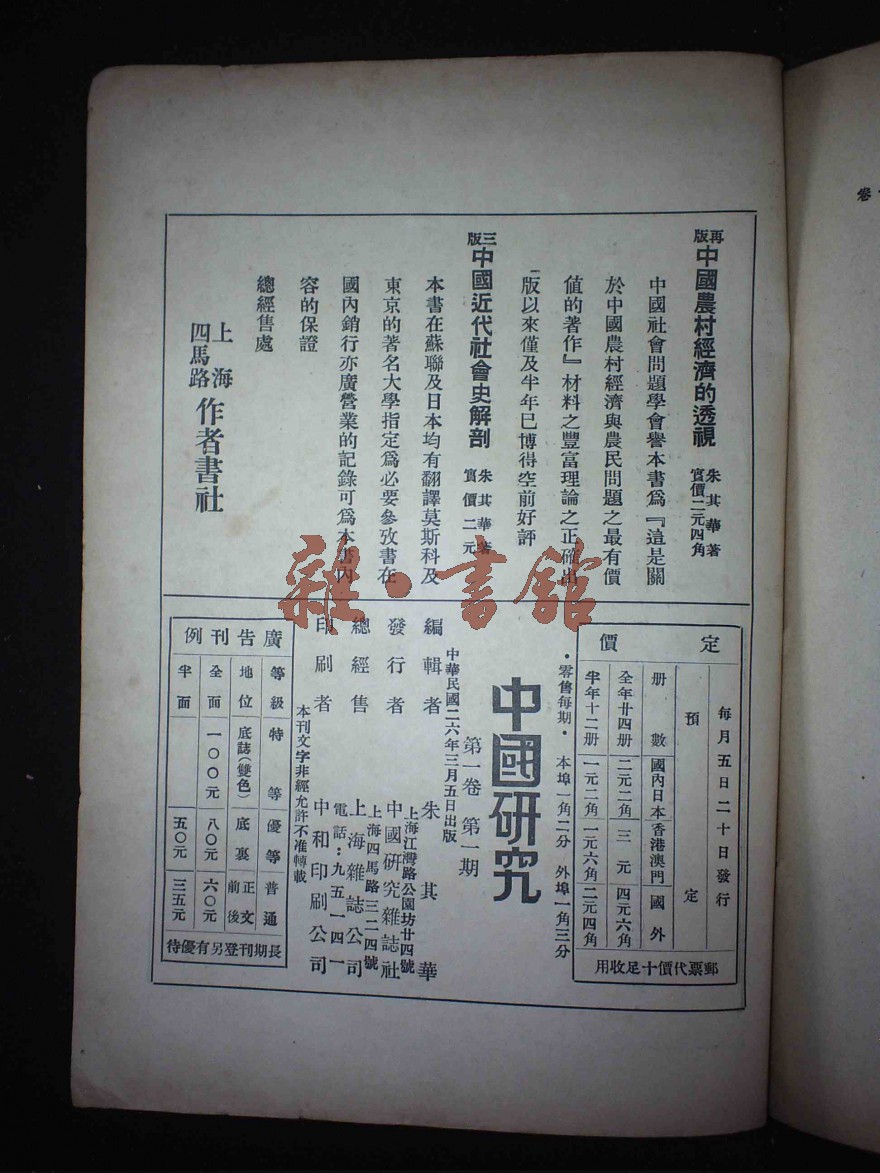 再版
中國農村經濟的透視
朱其華著
實價二元四角
中國社會問題學會譽本書爲『這是關
於中國農村經濟與農民問題之最有價
值的著作』材料之豐富理論之正確出
版以來僅及半年已博得空前好評
三版
中國近代社會史解剖
朱其華著
實價二元
本書在蘇聯及日本均有翻譯莫斯科及
東京的著名大學指定爲必要參攷書在
國內銷行亦廣營業的記錄可爲本書內
容的保證
總經售處
上海
四馬路
作者書社
定價
每月五日二十日發行
預定
册數 國內日本 香港澳門 國外
全年廿四册 二元二角 三元 四元六角
半年十二册 一元二角 一元六角 二元四角
郵票代價十足收用
•零售每期• 本埠一角二分 外埠一角三分
中國研究
第一卷 第一期
中華民國二六年三月五日出版
編輯者 朱其華
上海江灣路公園坊廿四號
發行者 中國研究雜誌社
上海四馬路三二四號
總經售 上海雜誌公司
電話:九五一四一
印刷者 中和印刷公司
本刊文字非經允許不准轉載
廣告刊例
等級 特等 優等 普通
地位 底誌(雙色) 底裏 正文前後
全面 一〇〇元 八〇元 六〇元
半面 五〇元 三五元
長期刊登另有優待
卷
雜·書館